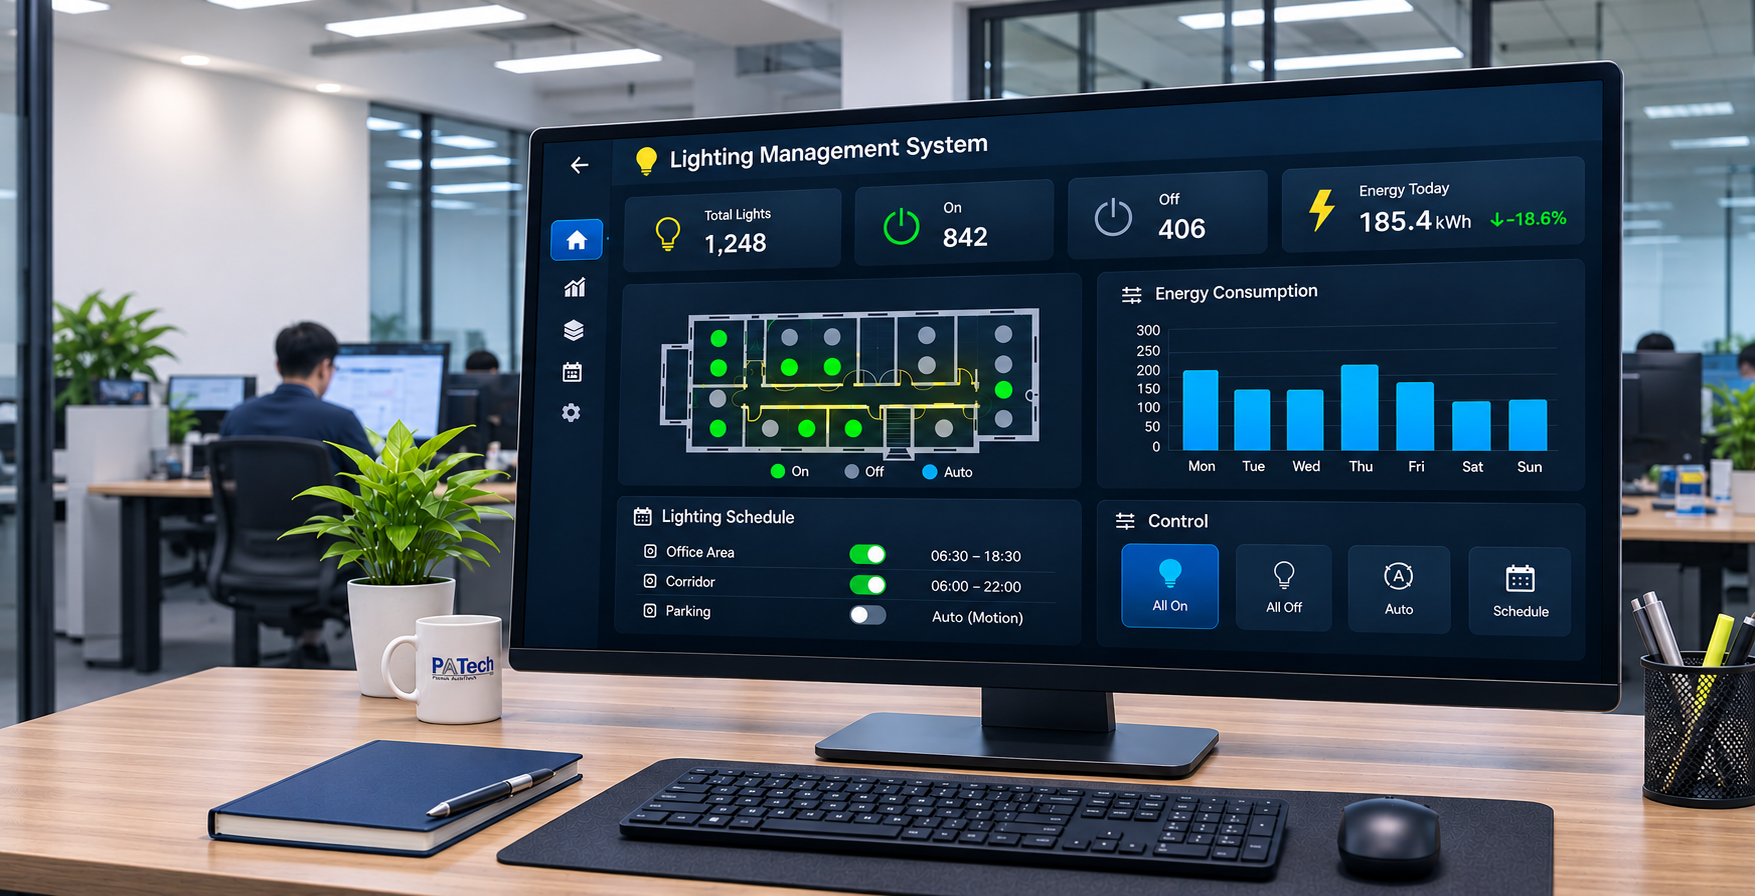 Lighting Management System
Total Lights
1,248
On
842
Off
406
Energy Today
185.4 kWh
↓-18.6%
On
Off
Auto
Energy Consumption
300
250
200
150
100
50
0
Mon Tue Wed Thu Fri Sat Sun
Lighting Schedule
Office Area 06:30 – 18:30
Corridor 06:00 – 22:00
Parking Auto (Motion)
Control
All On
All Off
A
Auto
Schedule
PATech